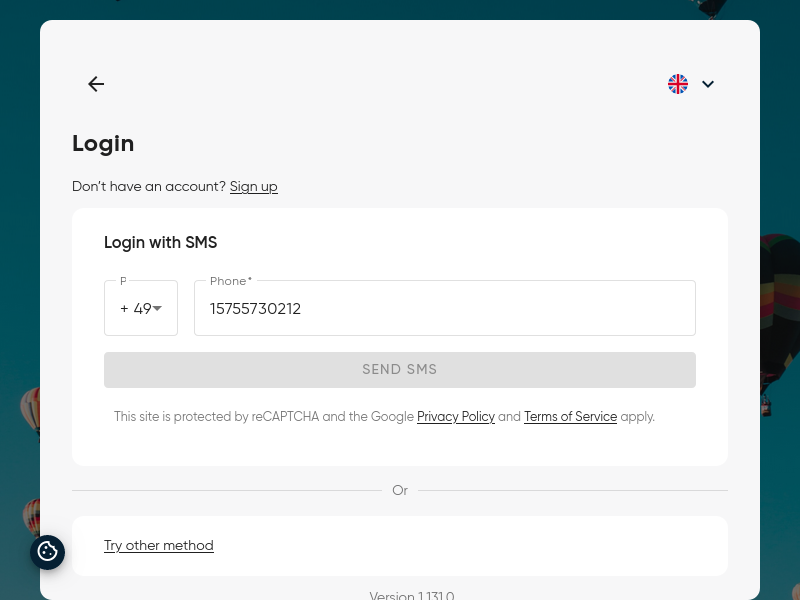 Login
Don't have an account? Sign up
Login with SMS
P
Phone*
+ 49
15755730212
SEND SMS
This site is protected by reCAPTCHA and the Google Privacy Policy and Terms of Service apply.
Or
Try other method
Version 1.131.0